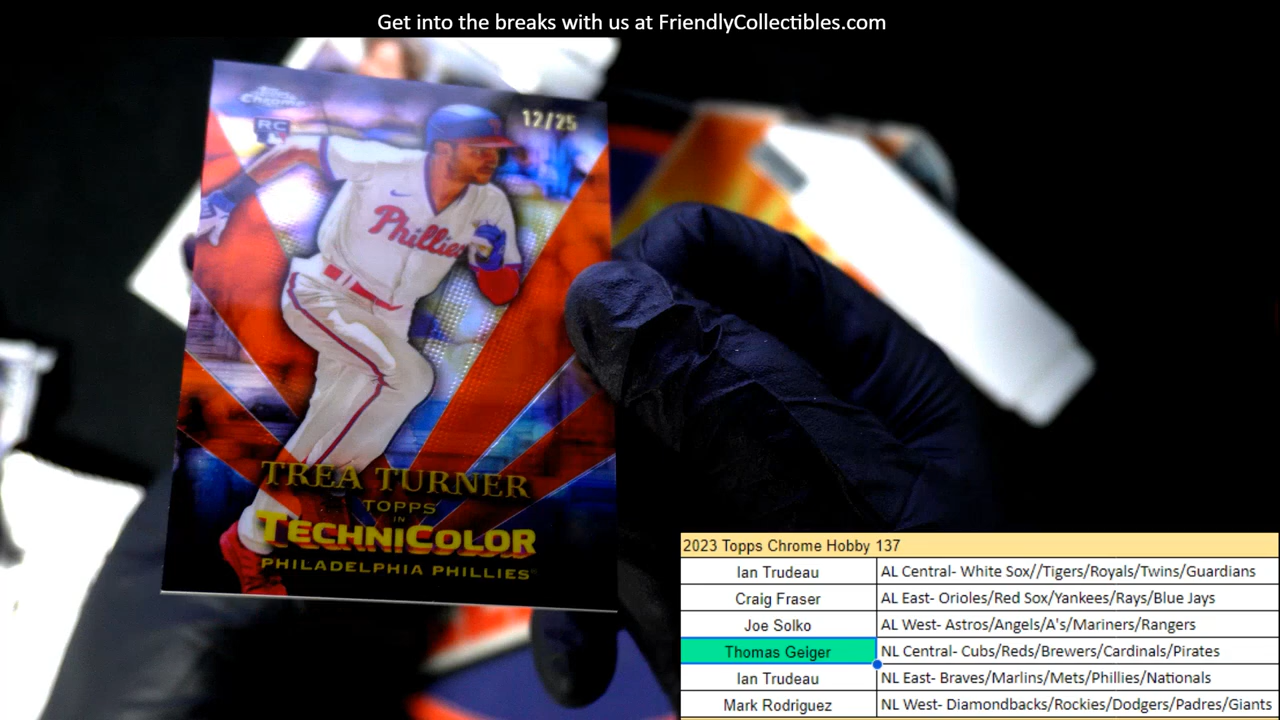 Get into the breaks with us at FriendlyCollectibles.com
Topps
Chrome
RC
12/25
Phillies
TREA TURNER
TOPPS
IN
TECHNICOLOR
PHILADELPHIA PHILLIES
2023 Topps Chrome Hobby 137
Ian Trudeau AL Central- White Sox//Tigers/Royals/Twins/Guardians
Craig Fraser AL East- Orioles/Red Sox/Yankees/Rays/Blue Jays
Joe Solko AL West- Astros/Angels/A's/Mariners/Rangers
Thomas Geiger NL Central- Cubs/Reds/Brewers/Cardinals/Pirates
Ian Trudeau NL East- Braves/Marlins/Mets/Phillies/Nationals
Mark Rodriguez NL West- Diamondbacks/Rockies/Dodgers/Padres/Giants